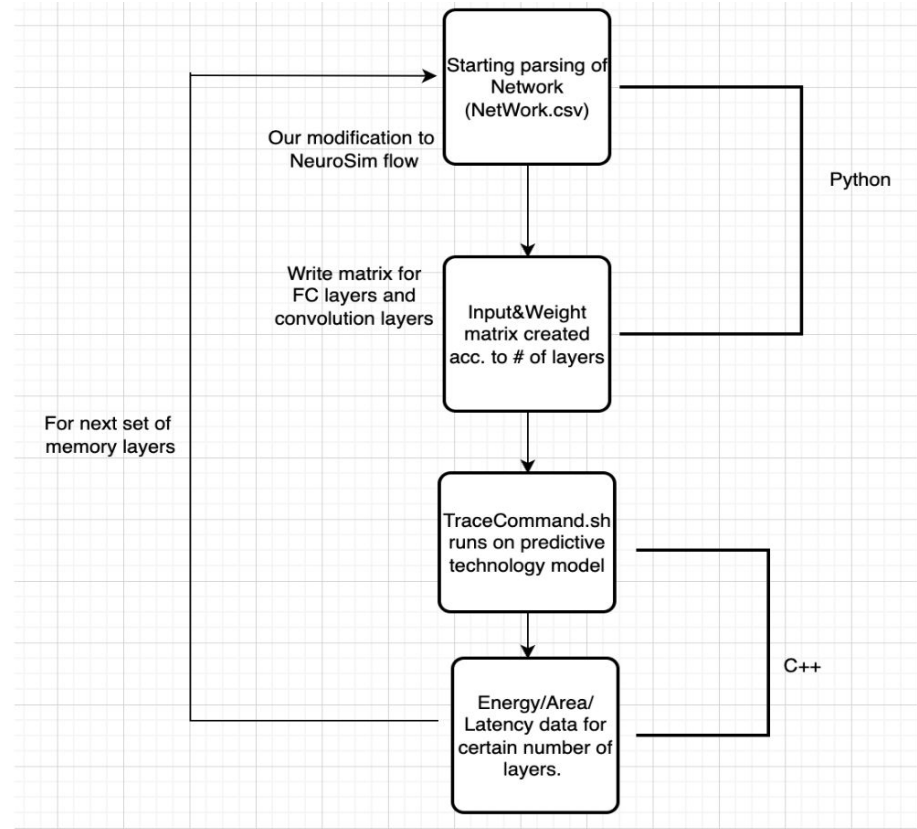 Starting parsing of
Network
(NetWork.csv)
Our modification to
NeuroSim flow
Python
Write matrix for
FC layers and
convolution layers
Input&Weight
matrix created
acc. to # of layers
For next set of
memory layers
TraceCommand.sh
runs on predictive
technology model
C++
Energy/Area/
Latency data for
certain number of
layers.